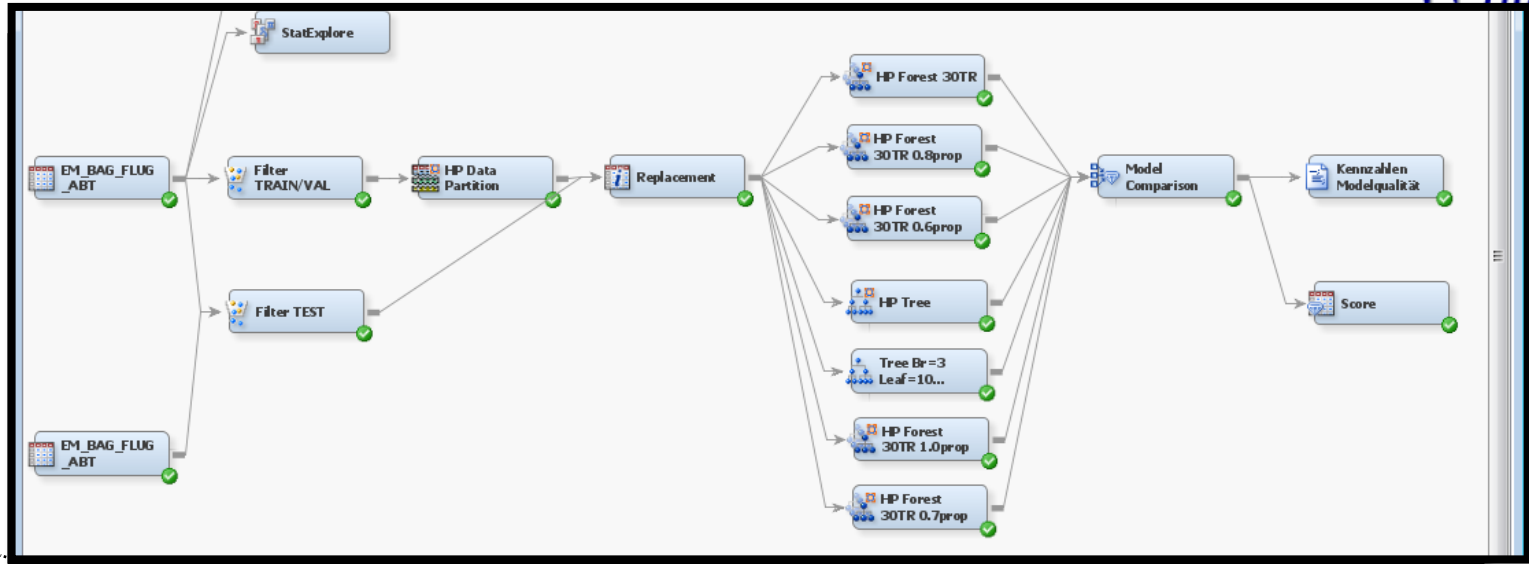 StatExplore
EM_BAG_FLUG
_ABT
Filter
TRAIN/VAL
HP Data
Partition
Replacement
HP Forest 30TR
HP Forest
30TR 0.8prop
HP Forest
30TR 0.6prop
HP Tree
Tree Br=3
Leaf=10...
HP Forest
30TR 1.0prop
HP Forest
30TR 0.7prop
Model
Comparison
Kennzahlen
Modelqualität
Score
Filter TEST
EM_BAG_FLUG
_ABT